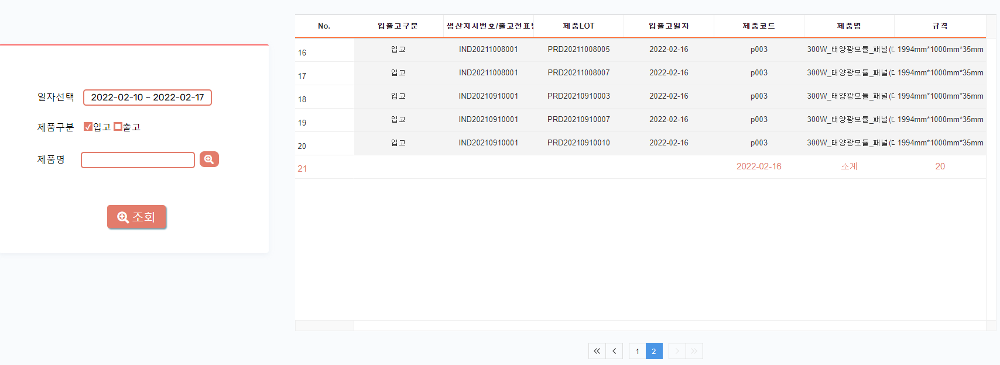 일자선택 2022-02-10 ~ 2022-02-17
제품구분 입고 출고
제품명
조회
No. 입출고구분 생산지시번호/출고전표 제품LOT 입출고일자 제품코드 제품명 규격
16 입고 IND20211008001 PRD20211008005 2022-02-16 p003 300W_태양광모듈_패널( 1994mm*1000mm*35mm
17 입고 IND20211008001 PRD20211008007 2022-02-16 p003 300W_태양광모듈_패널( 1994mm*1000mm*35mm
18 입고 IND20210910001 PRD20210910003 2022-02-16 p003 300W_태양광모듈_패널( 1994mm*1000mm*35mm
19 입고 IND20210910001 PRD20210910007 2022-02-16 p003 300W_태양광모듈_패널( 1994mm*1000mm*35mm
20 입고 IND20210910001 PRD20210910010 2022-02-16 p003 300W_태양광모듈_패널( 1994mm*1000mm*35mm
21 2022-02-16 소계 20
1 2